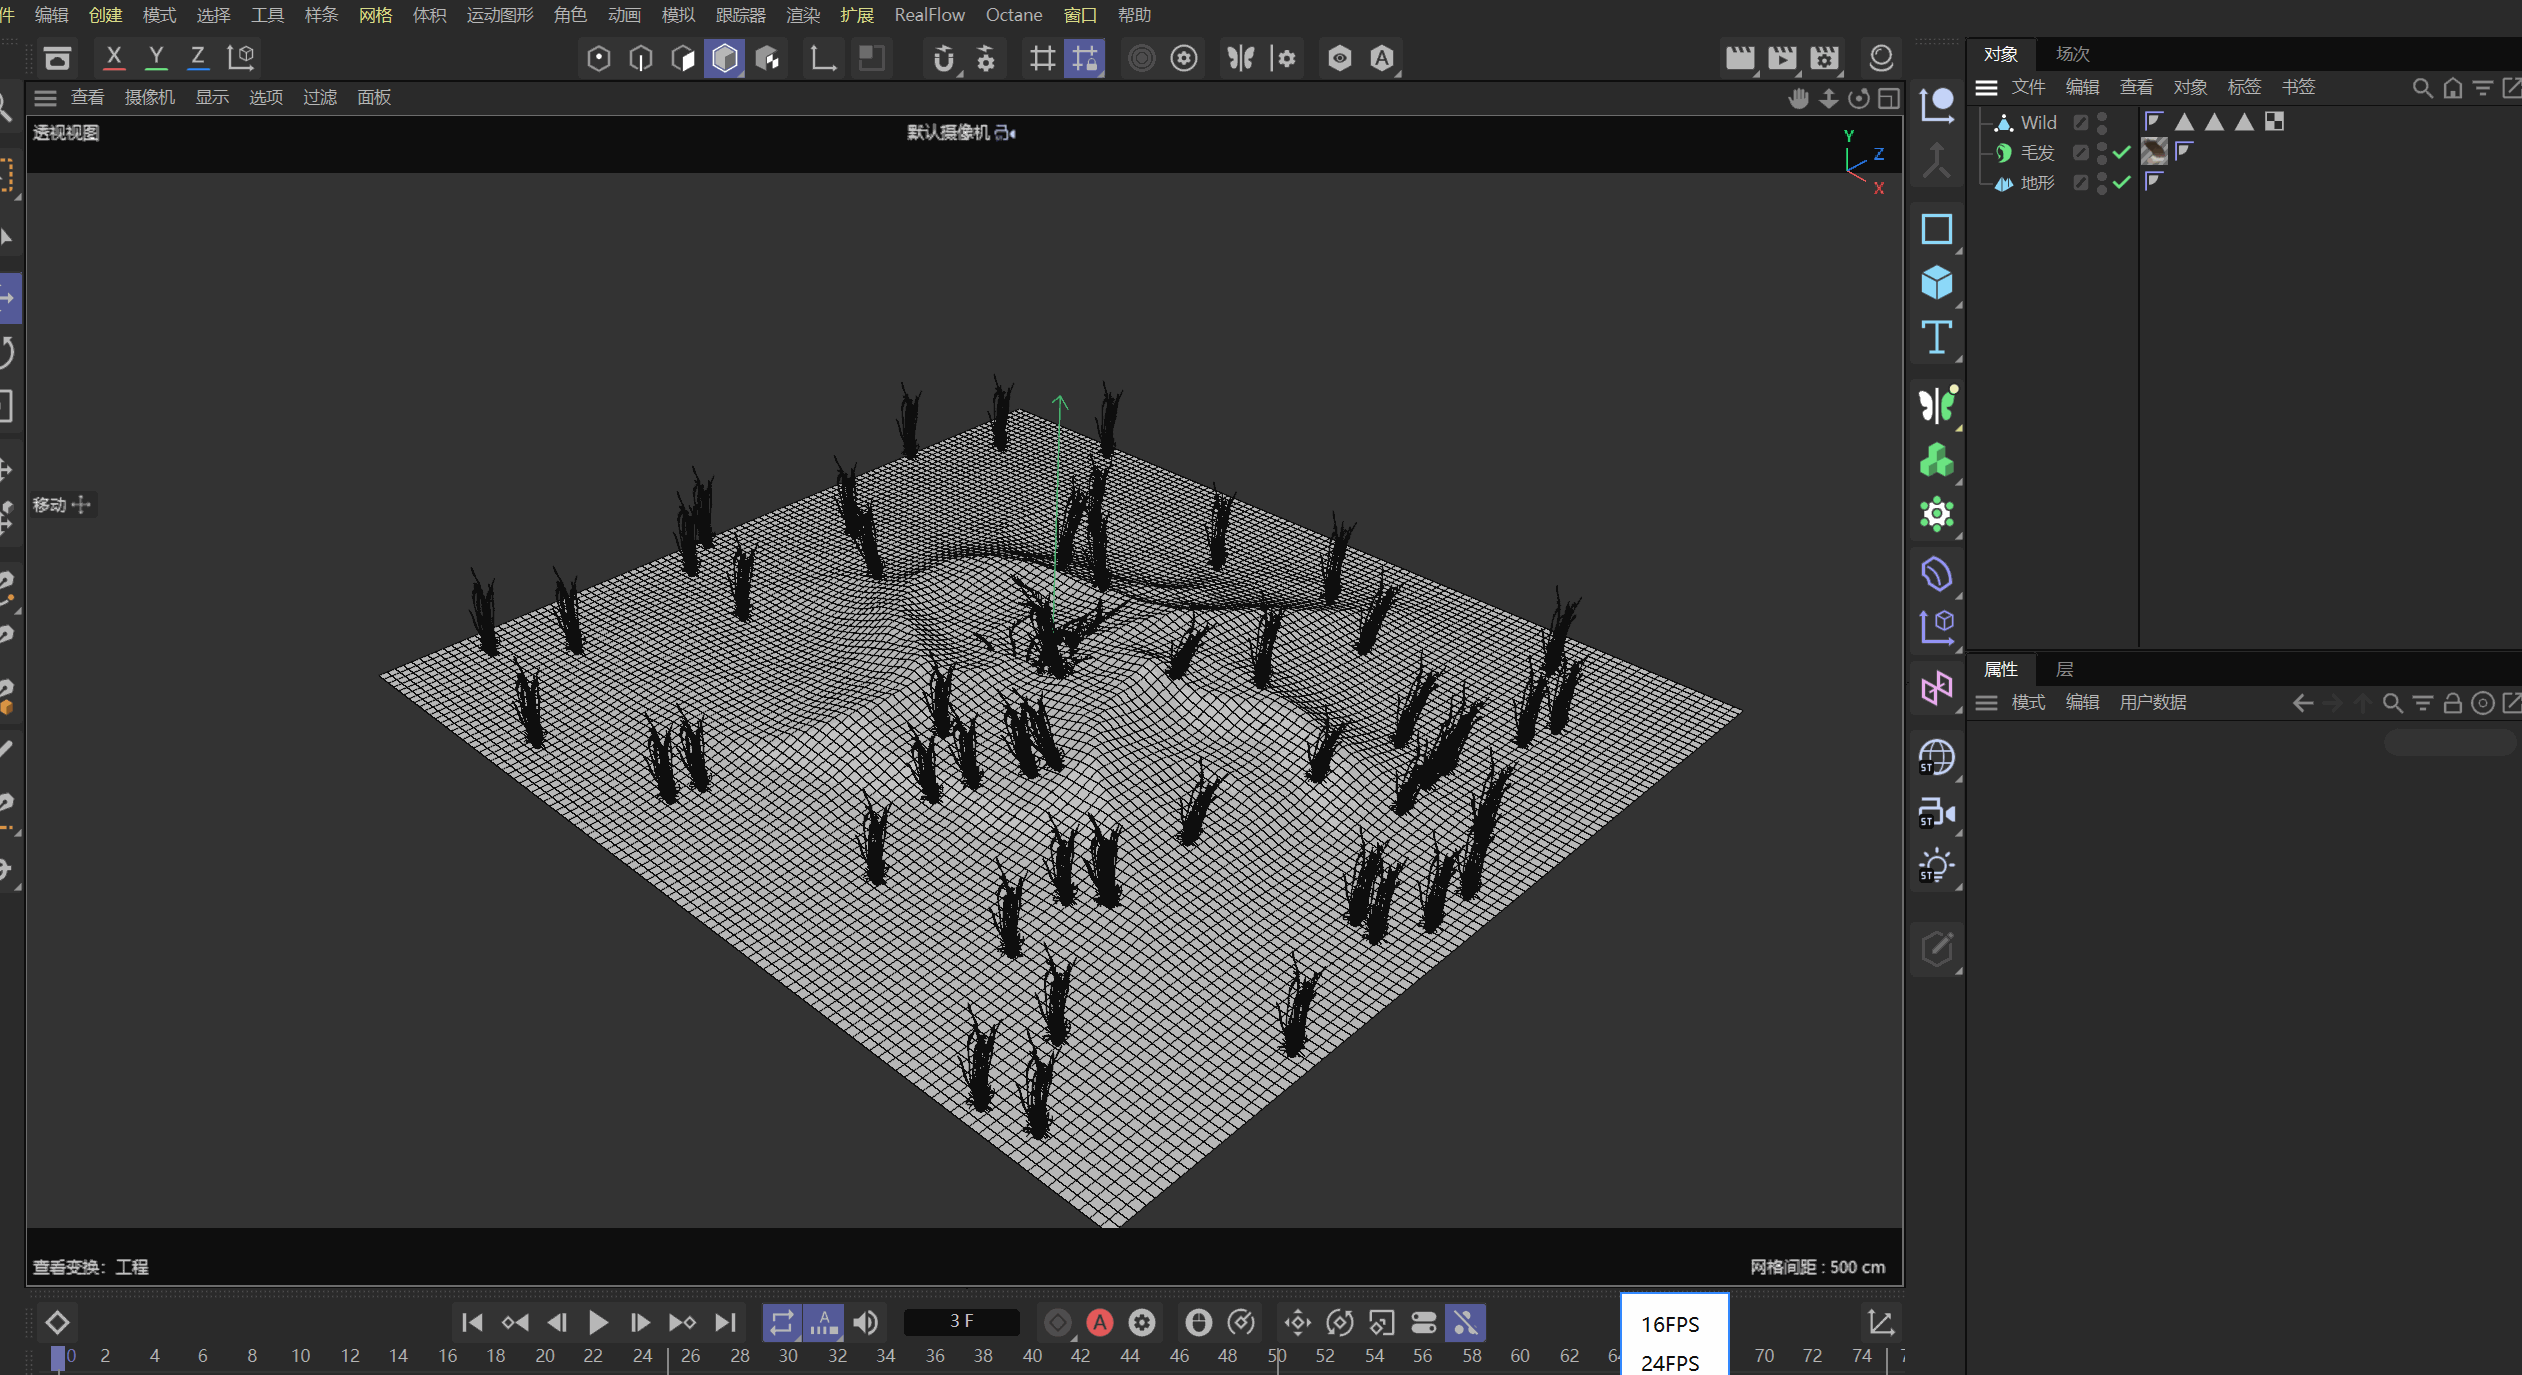 件 编辑 创建 模式 选择 工具 样条 网格 体积 运动图形 角色 动画 模拟 跟踪器 渲染 扩展 RealFlow Octane 窗口 帮助
X Y Z
A
查看 摄像机 显示 选项 过滤 面板
透视视图
默认摄像机
Y
Z
X
移动
查看变换：工程
网格间距 : 500 cm
T
ST
ST
ST
对象 场次
文件 编辑 查看 对象 标签 书签
Wild
毛发
地形
属性 层
模式 编辑 用户数据
A
3 F
A
16FPS
24FPS
0 2 4 6 8 10 12 14 16 18 20 22 24 26 28 30 32 34 36 38 40 42 44 46 48 50 52 54 56 58 60 62 70 72 74